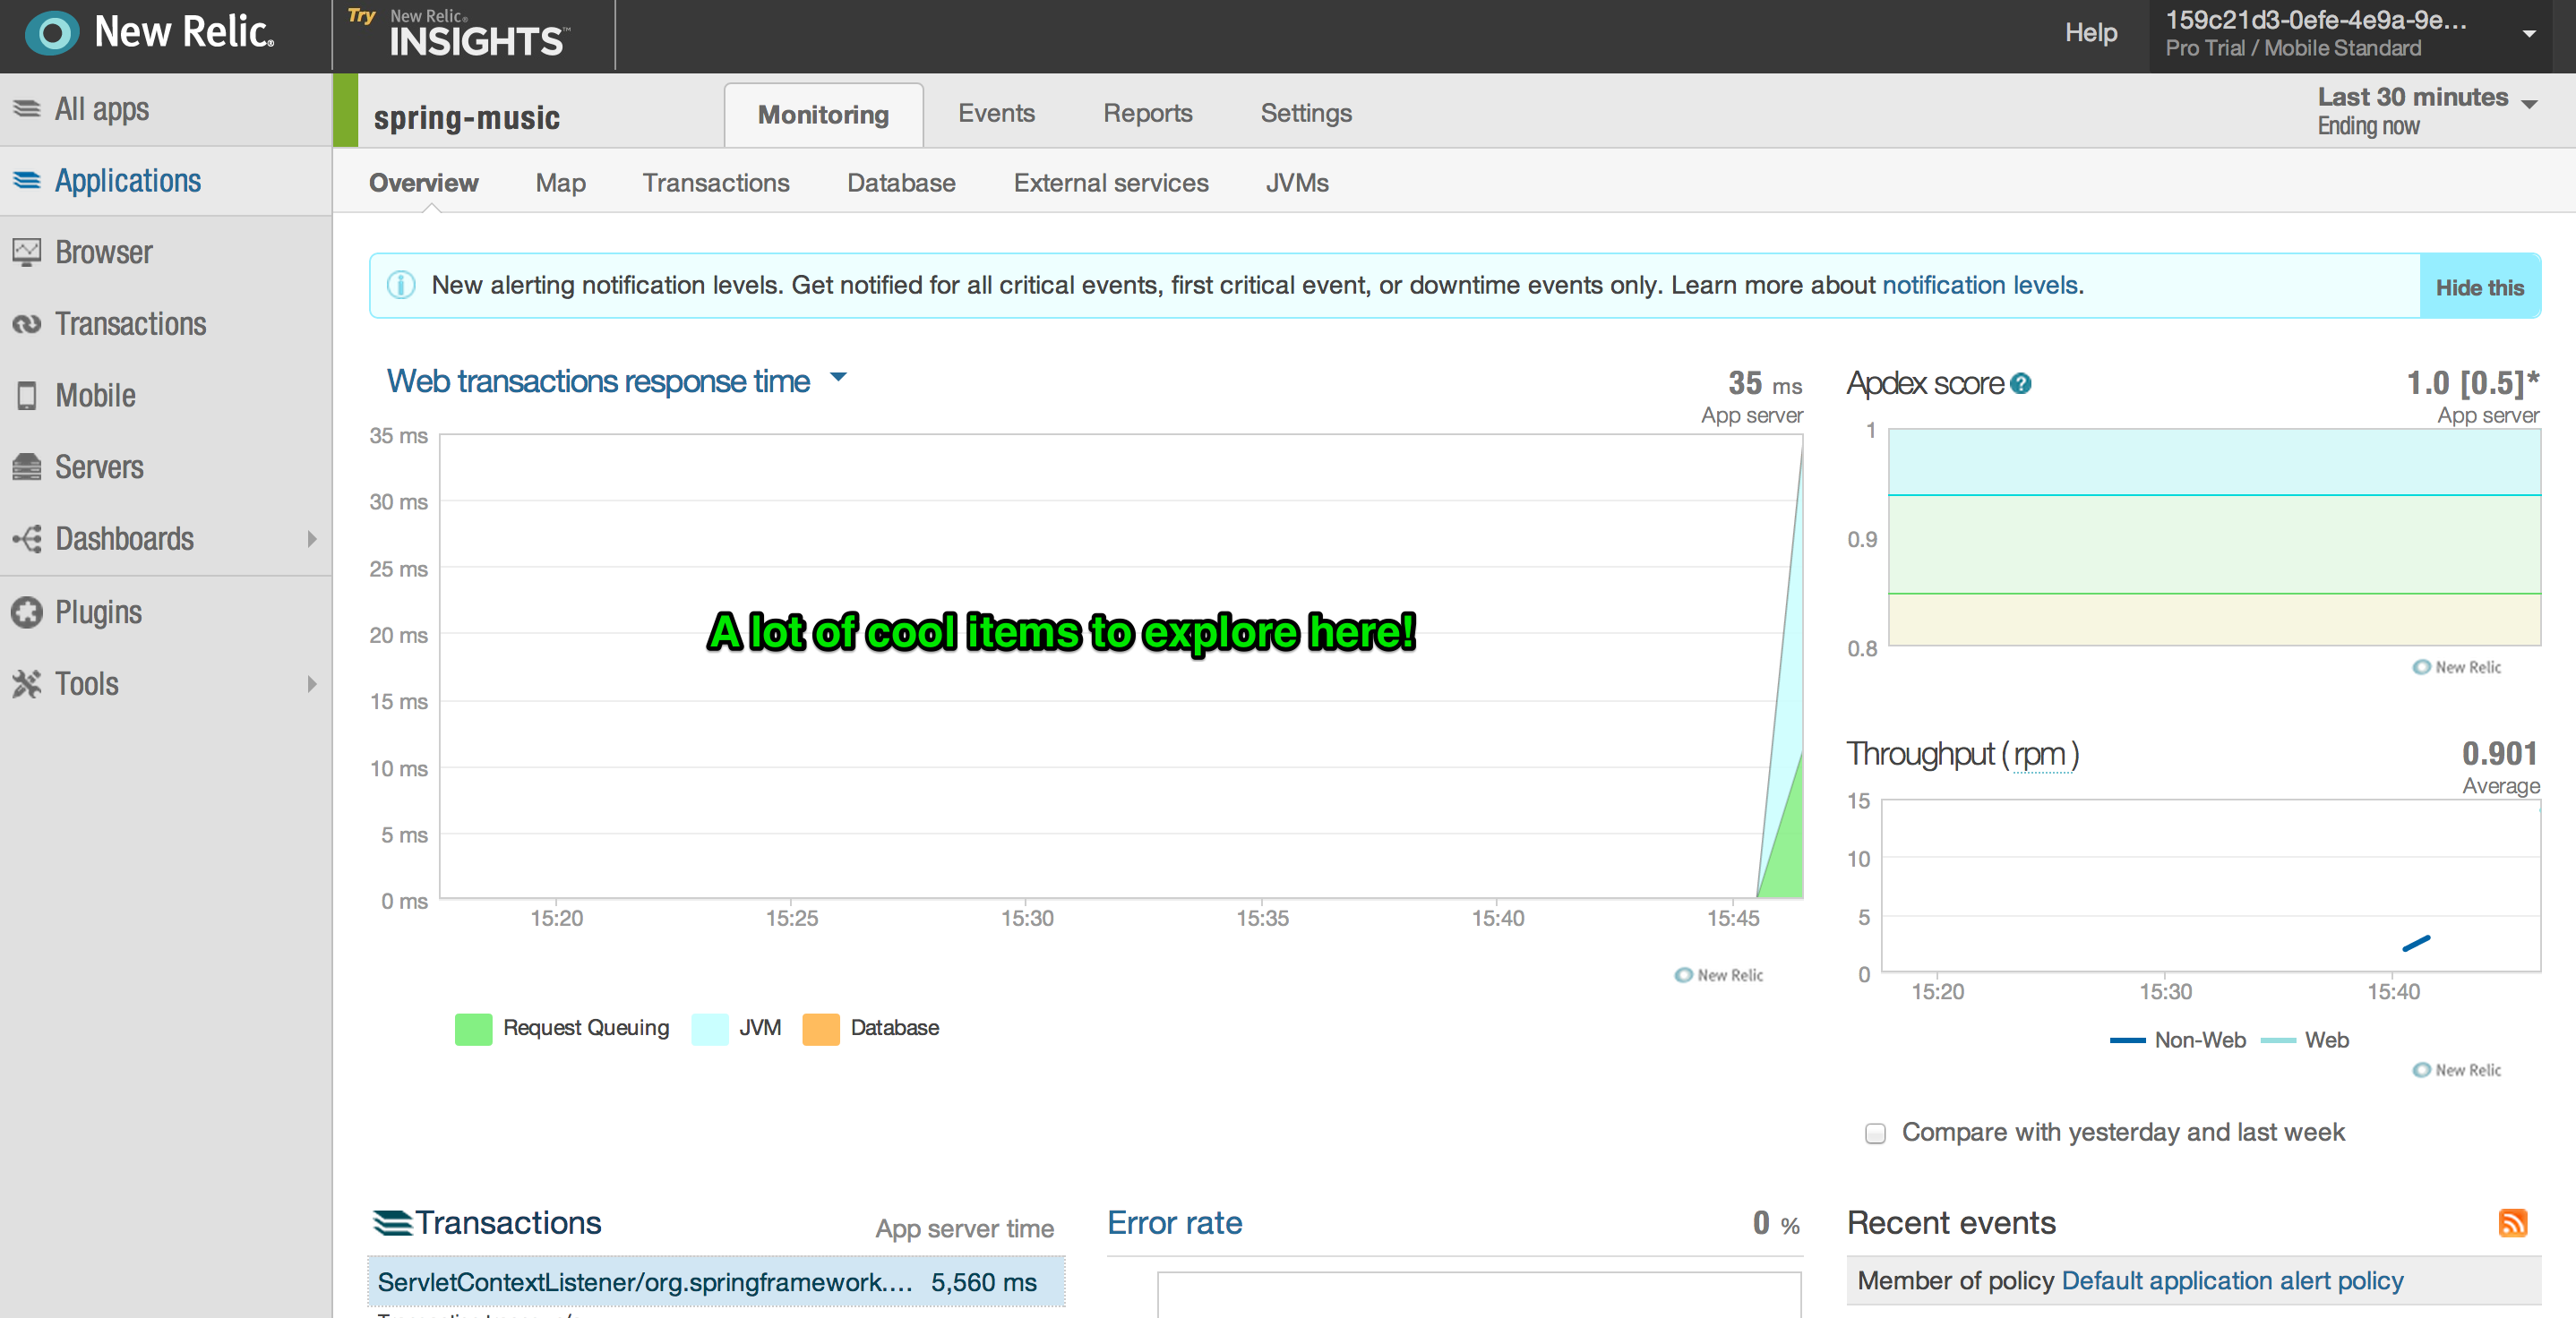 New Relic.
Try New Relic. INSIGHTS™
Help
159c21d3-0efe-4e9a-9e...
Pro Trial / Mobile Standard
All apps
Applications
Browser
Transactions
Mobile
Servers
Dashboards
Plugins
Tools
spring-music
Monitoring
Events
Reports
Settings
Last 30 minutes
Ending now
Overview
Map
Transactions
Database
External services
JVMs
New alerting notification levels. Get notified for all critical events, first critical event, or downtime events only. Learn more about notification levels.
Hide this
Web transactions response time
35 ms
App server
35 ms
30 ms
25 ms
20 ms
15 ms
10 ms
5 ms
0 ms
A lot of cool items to explore here!
15:20 15:25 15:30 15:35 15:40 15:45
New Relic
Request Queuing JVM Database
Apdex score ?
1.0 [0.5]*
App server
1
0.9
0.8
New Relic
Throughput (rpm)
0.901
Average
15
10
5
0
15:20 15:30 15:40
Non-Web Web
New Relic
Compare with yesterday and last week
Transactions
App server time
ServletContextListener/org.springframework.... 5,560 ms
Error rate
0 %
Recent events
Member of policy Default application alert policy